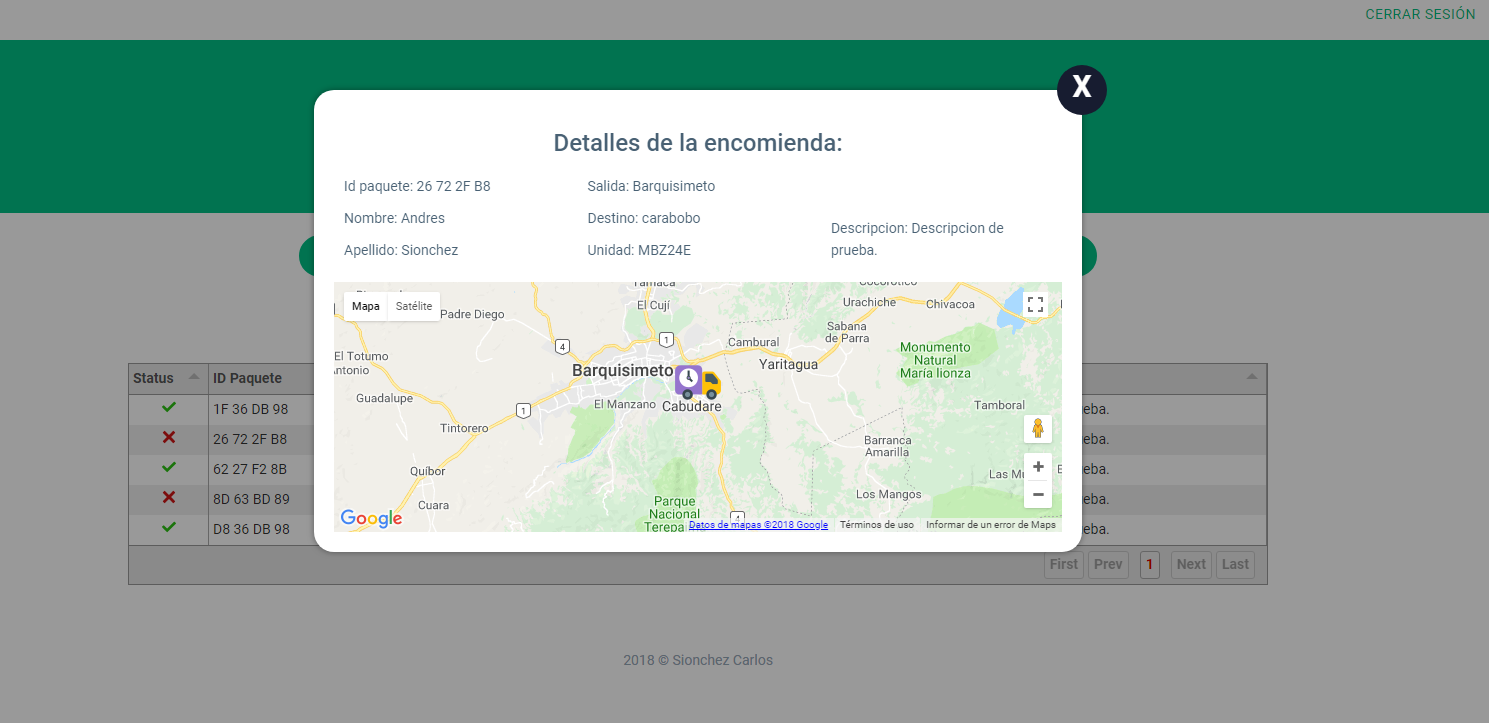 CERRAR SESIÓN
X
Detalles de la encomienda:
Id paquete: 26 72 2F B8
Salida: Barquisimeto
Nombre: Andres
Destino: carabobo
Descripcion: Descripcion de
prueba.
Apellido: Sionchez
Unidad: MBZ24E
Mapa
Satélite
Padre Diego
El Cují
Tamaca
Cocorotico
Urachiche
Chivacoa
Sabana
de Parra
4
1
Cambural
Yaritagua
Monumento
Natural
María lionza
El Totumo
Barquisimeto
Guadalupe
El Manzano
Cabudare
Tamboral
1
Tintorero
Barranca
Amarilla
Quíbor
Las
Los Mangos
Cuara
Parque
Nacional
Terepa
4
Google
Datos de mapas ©2018 Google
Términos de uso
Informar de un error de Maps
Status
ID Paquete
1F 36 DB 98
eba.
26 72 2F B8
eba.
62 27 F2 8B
eba.
8D 63 BD 89
eba.
D8 36 DB 98
eba.
First
Prev
1
Next
Last
2018 © Sionchez Carlos